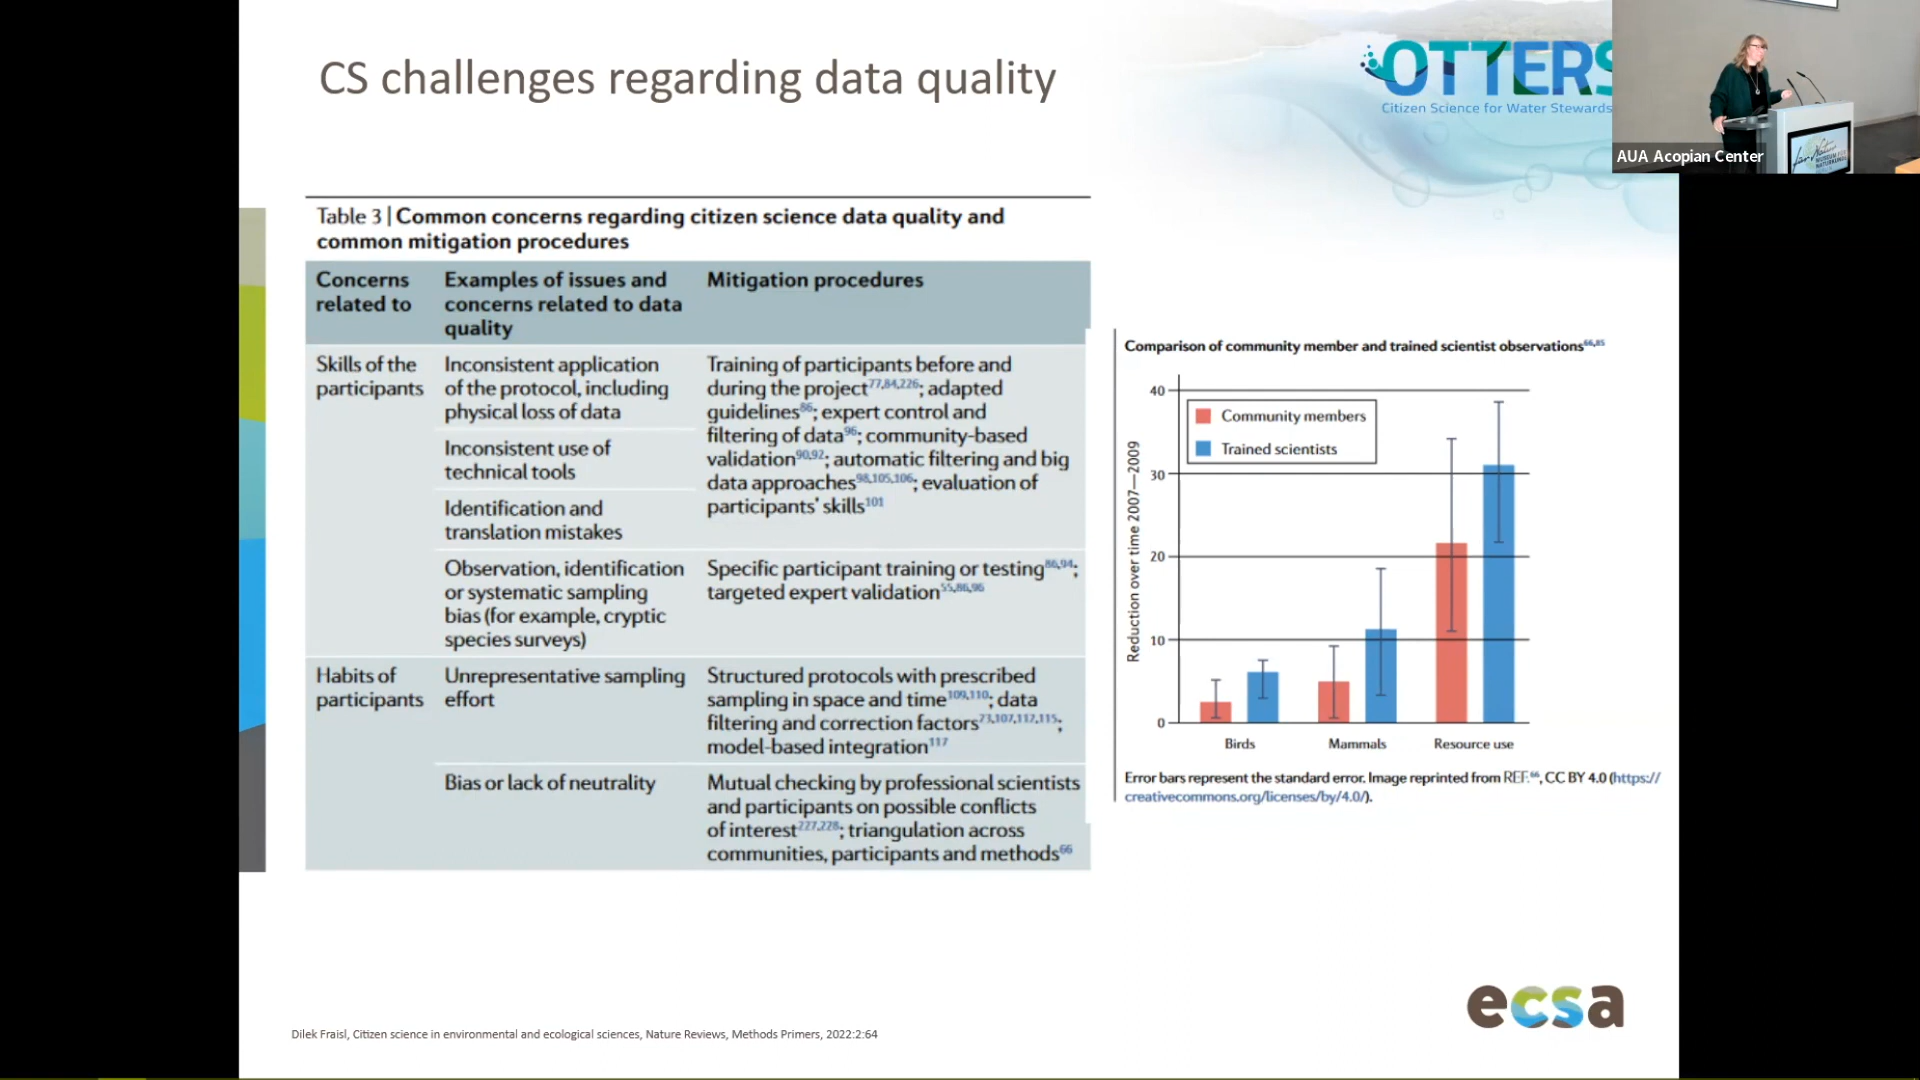 CS challenges regarding data quality
OTTERS
Citizen Science for Water Stewards
AUA Acopian Center
Table 3 | Common concerns regarding citizen science data quality and
common mitigation procedures
Concerns
related to
Examples of issues and
concerns related to data
quality
Mitigation procedures
Skills of the
participants
Inconsistent application
of the protocol, including
physical loss of data
Inconsistent use of
technical tools
Identification and
translation mistakes
Training of participants before and
during the project77,84,226; adapted
guidelines86; expert control and
filtering of data96; community-based
validation90,92; automatic filtering and big
data approaches98,105,106; evaluation of
participants' skills101
Observation, identification
or systematic sampling
bias (for example, cryptic
species surveys)
Specific participant training or testing86,94;
targeted expert validation55,86,96
Habits of
participants
Unrepresentative sampling
effort
Structured protocols with prescribed
sampling in space and time109,110; data
filtering and correction factors73,107,112,115;
model-based integration117
Bias or lack of neutrality
Mutual checking by professional scientists
and participants on possible conflicts
of interest227,228; triangulation across
communities, participants and methods66
Comparison of community member and trained scientist observations66,85
Reduction over time 2007—2009
40
30
20
10
0
Community members
Trained scientists
Birds
Mammals
Resource use
Error bars represent the standard error. Image reprinted from REF.66, CC BY 4.0 (https://
creativecommons.org/licenses/by/4.0/).
ecsa
Dilek Fraisl, Citizen science in environmental and ecological sciences, Nature Reviews, Methods Primers, 2022:2:64